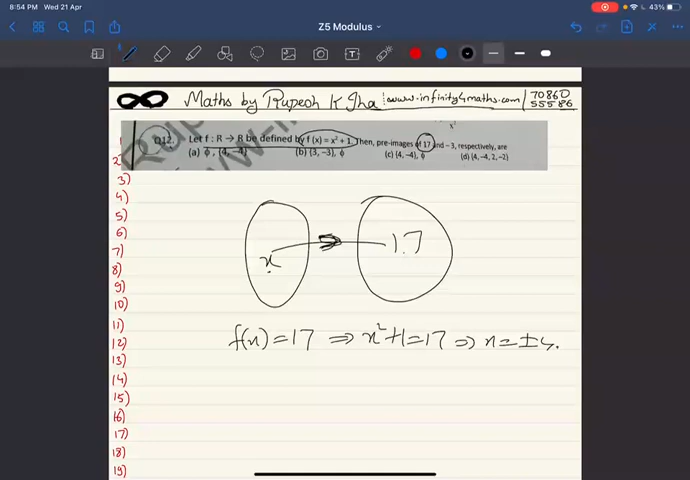 8:54 PM Wed 21 Apr
43%
Z5 Modulus
Maths by Rupesh K Jha www.infinity4maths.com 70860 55586
Q12. Let f : R → R be defined by f (x) = x² + 1. Then, pre-images of 17 and −3, respectively, are
(a) ϕ , {4, −4} (b) {3, −3}, ϕ (c) {4, −4}, ϕ (d) {4, −4, 2, −2}
2)
3)
4)
5)
6)
7)
8)
9)
10)
11)
12)
13)
14)
15)
16)
17)
18)
19)
x 17
f(x) = 17 ⇒ x² + 1 = 17 ⇒ x = ±4.